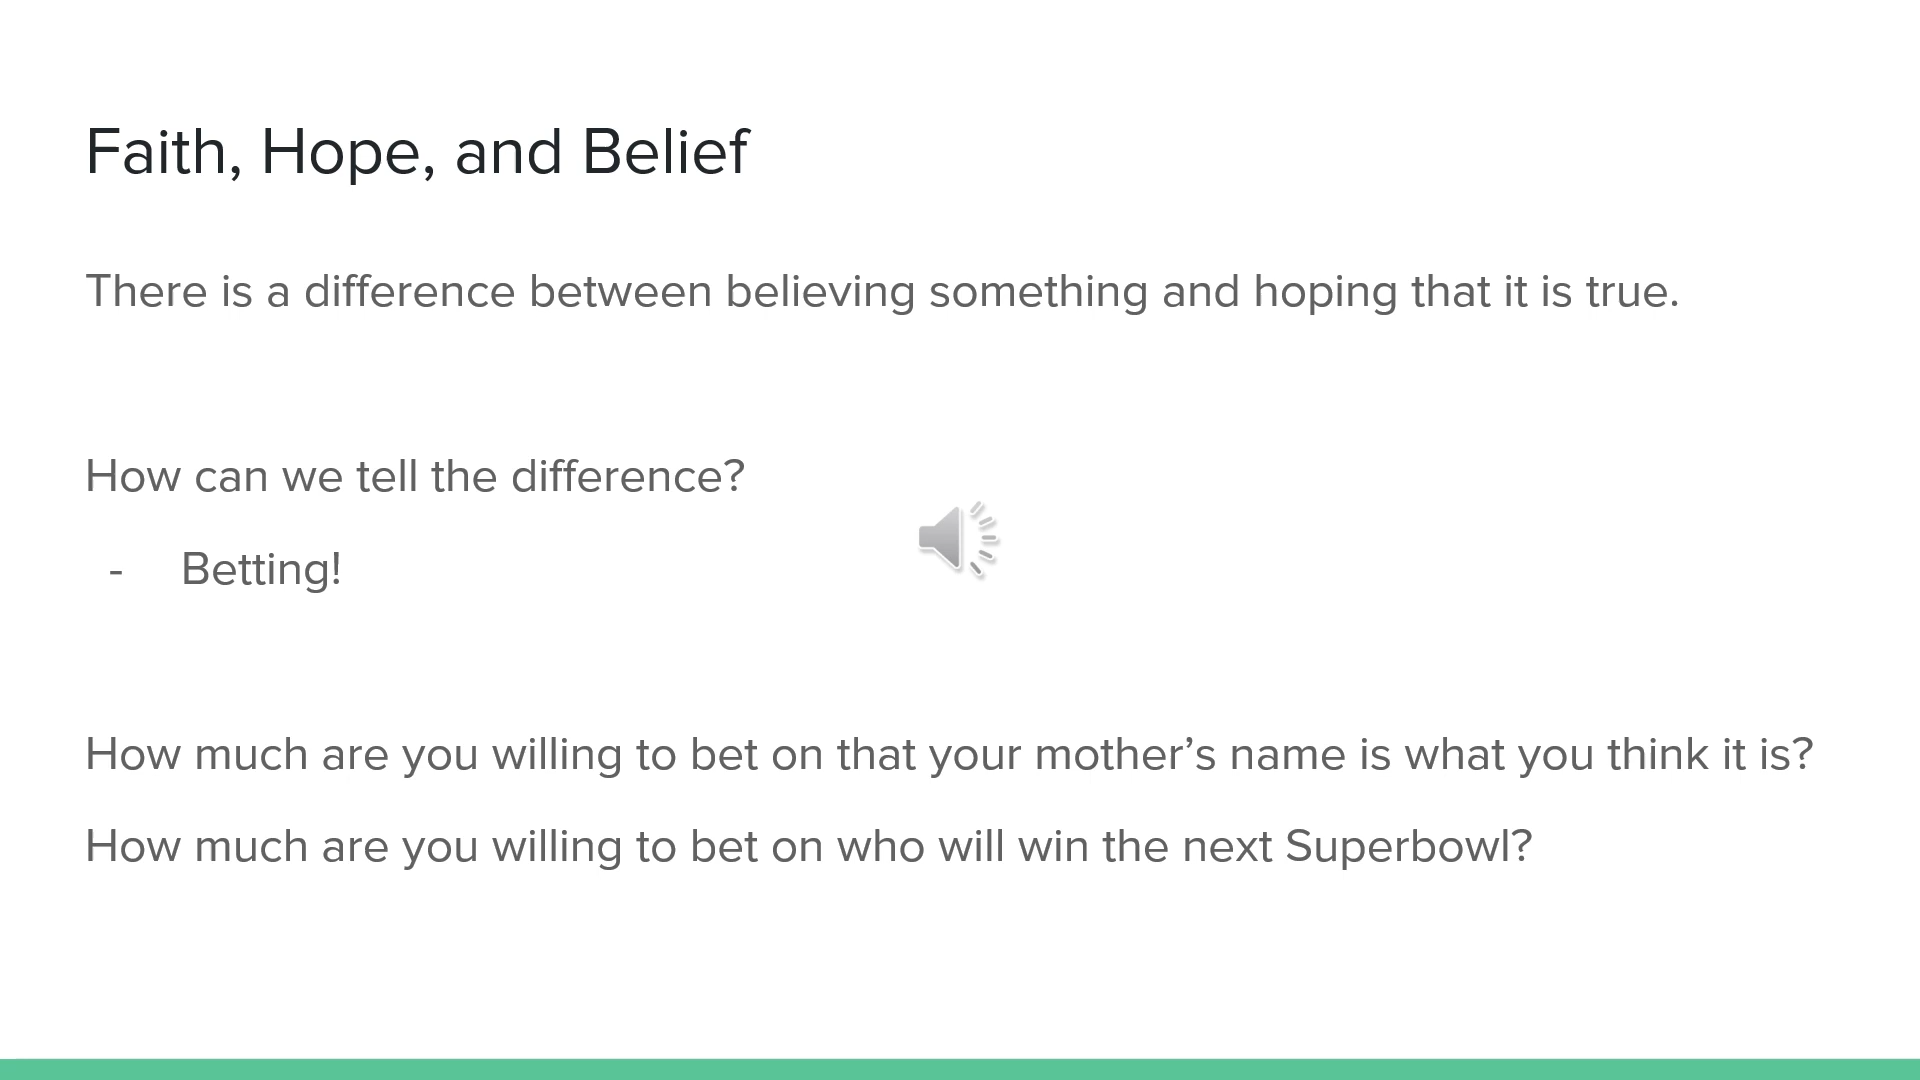 Faith, Hope, and Belief
There is a difference between believing something and hoping that it is true.
How can we tell the difference?
- Betting!
How much are you willing to bet on that your mother’s name is what you think it is?
How much are you willing to bet on who will win the next Superbowl?